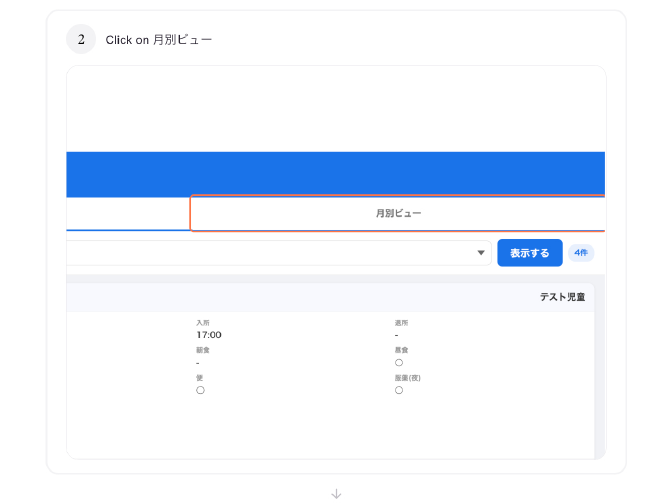 2 Click on 月別ビュー
月別ビュー
表示する 4件
テスト児童
入所 退所
17:00 -
朝食 昼食
- ○
便 服薬(夜)
○ ○